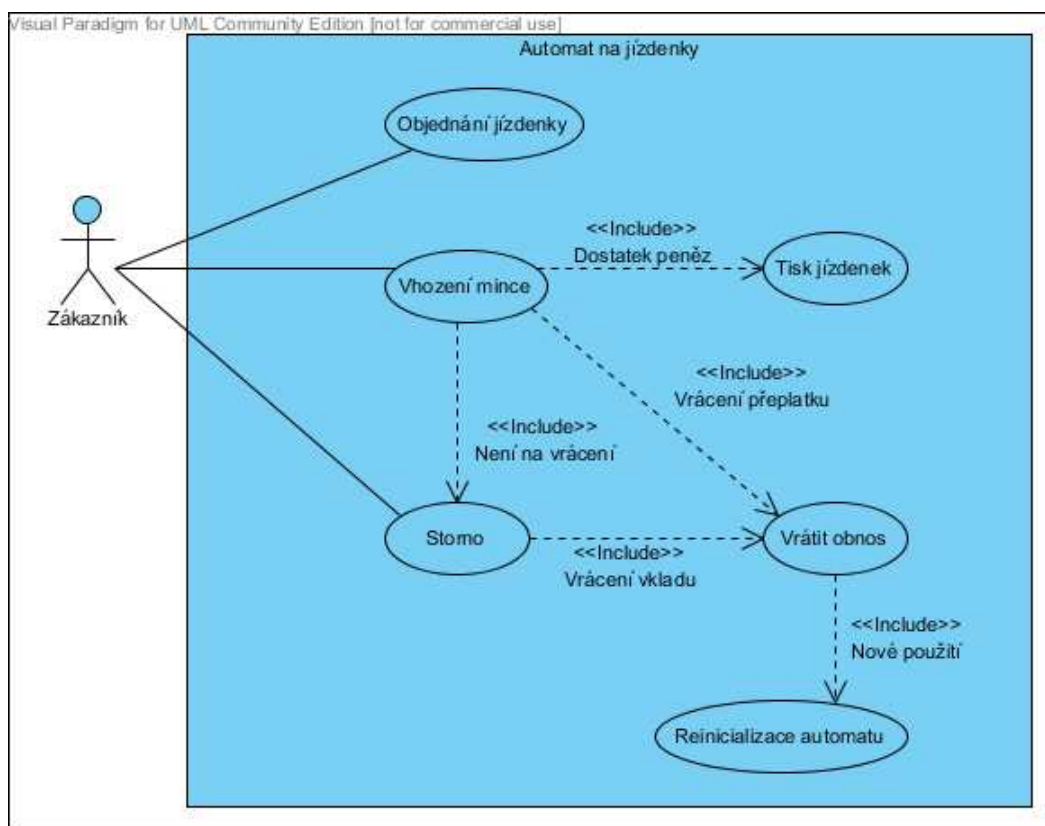 Visual Paradigm for UML Community Edition [not for commercial use]
Automat na jízdenky
Objednání jízdenky
<<Include>>
Dostatek peněz
Tisk jízdenek
Vhození mince
Zákazník
<<Include>>
Vrácení přeplatku
<<Include>>
Není na vrácení
Storno
<<Include>>
Vrácení vkladu
Vrátit obnos
<<Include>>
Nové použití
Reinicializace automatu